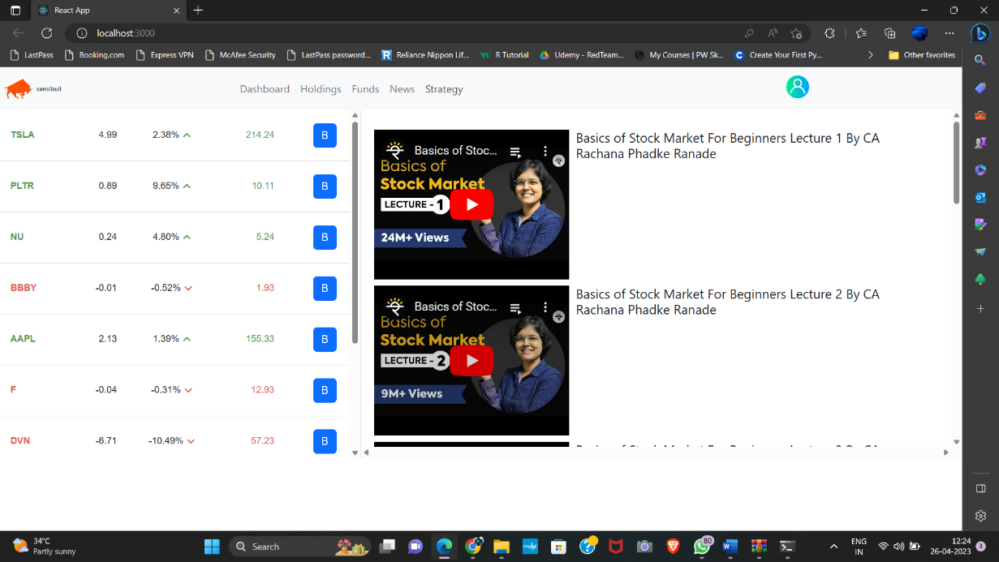 React App
localhost:3000
LastPass Booking.com Express VPN McAfee Security LastPass password... Reliance Nippon Lif... R Tutorial Udemy - RedTeam... My Courses | PW Sk... Create Your First Py... Other favorites
sensibull Dashboard Holdings Funds News Strategy
TSLA 4.99 2.38% 214.24 B
PLTR 0.89 9.65% 10.11 B
NU 0.24 4.80% 5.24 B
BBBY -0.01 -0.52% 1.93 B
AAPL 2.13 1.39% 155.33 B
F -0.04 -0.31% 12.93 B
DVN -6.71 -10.49% 57.23 B
Basics of Stoc...
Basics of
Stock Market
LECTURE - 1
24M+ Views
Basics of Stock Market For Beginners Lecture 1 By CA
Rachana Phadke Ranade
Basics of Stoc...
Basics of
Stock Market
LECTURE - 2
9M+ Views
Basics of Stock Market For Beginners Lecture 2 By CA
Rachana Phadke Ranade
34°C
Partly sunny
Search
80
ENG
IN
12:24
26-04-2023
3